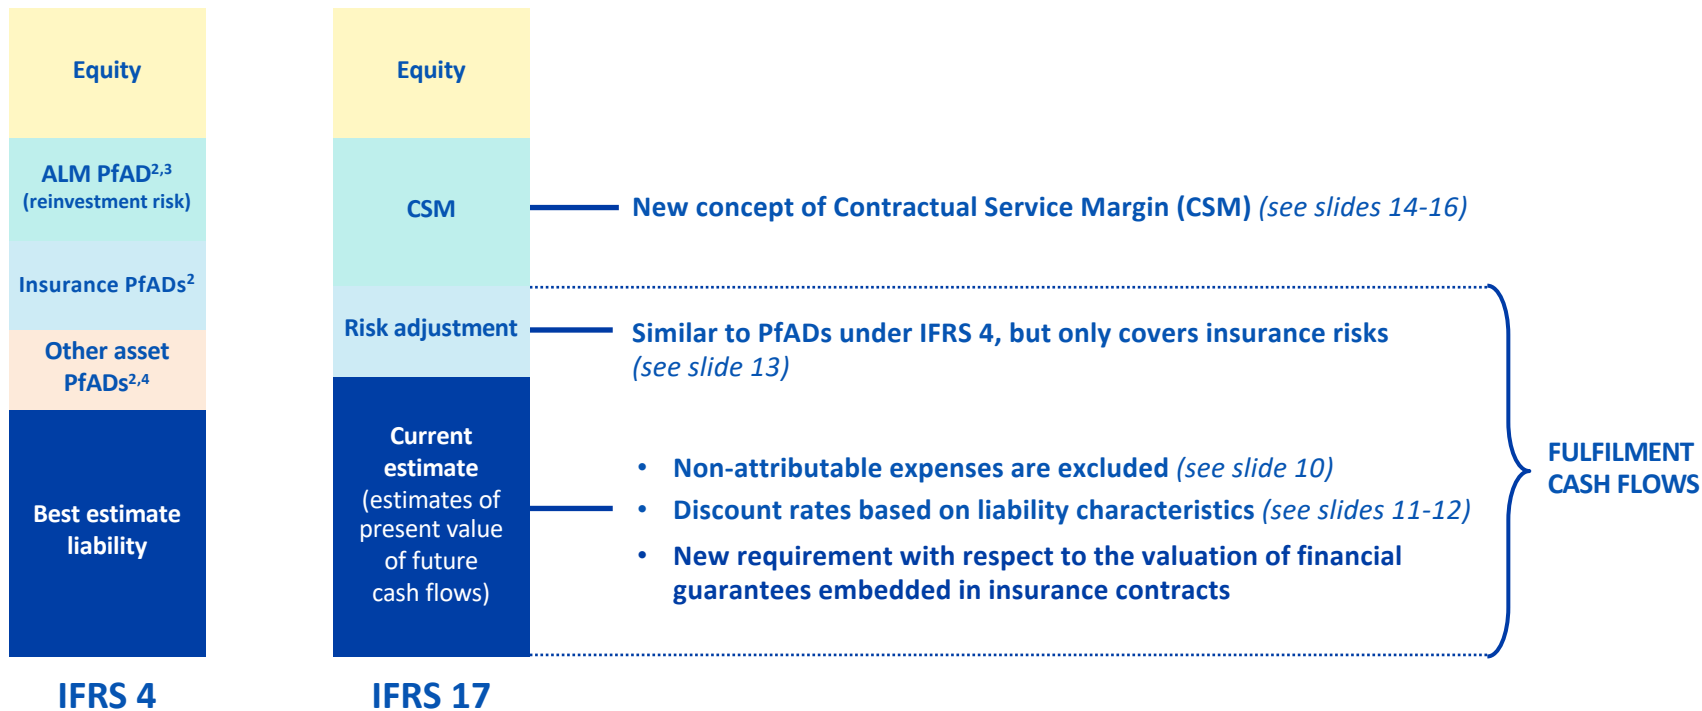 Equity
ALM PfAD2,3
(reinvestment risk)
Insurance PfADs2
Other asset
PfADs2,4
Best estimate
liability
IFRS 4
Equity
CSM
Risk adjustment
Current
estimate
(estimates of
present value
of future
cash flows)
IFRS 17
New concept of Contractual Service Margin (CSM) (see slides 14-16)
Similar to PfADs under IFRS 4, but only covers insurance risks
(see slide 13)
• Non-attributable expenses are excluded (see slide 10)
• Discount rates based on liability characteristics (see slides 11-12)
• New requirement with respect to the valuation of financial
guarantees embedded in insurance contracts
FULFILMENT
CASH FLOWS